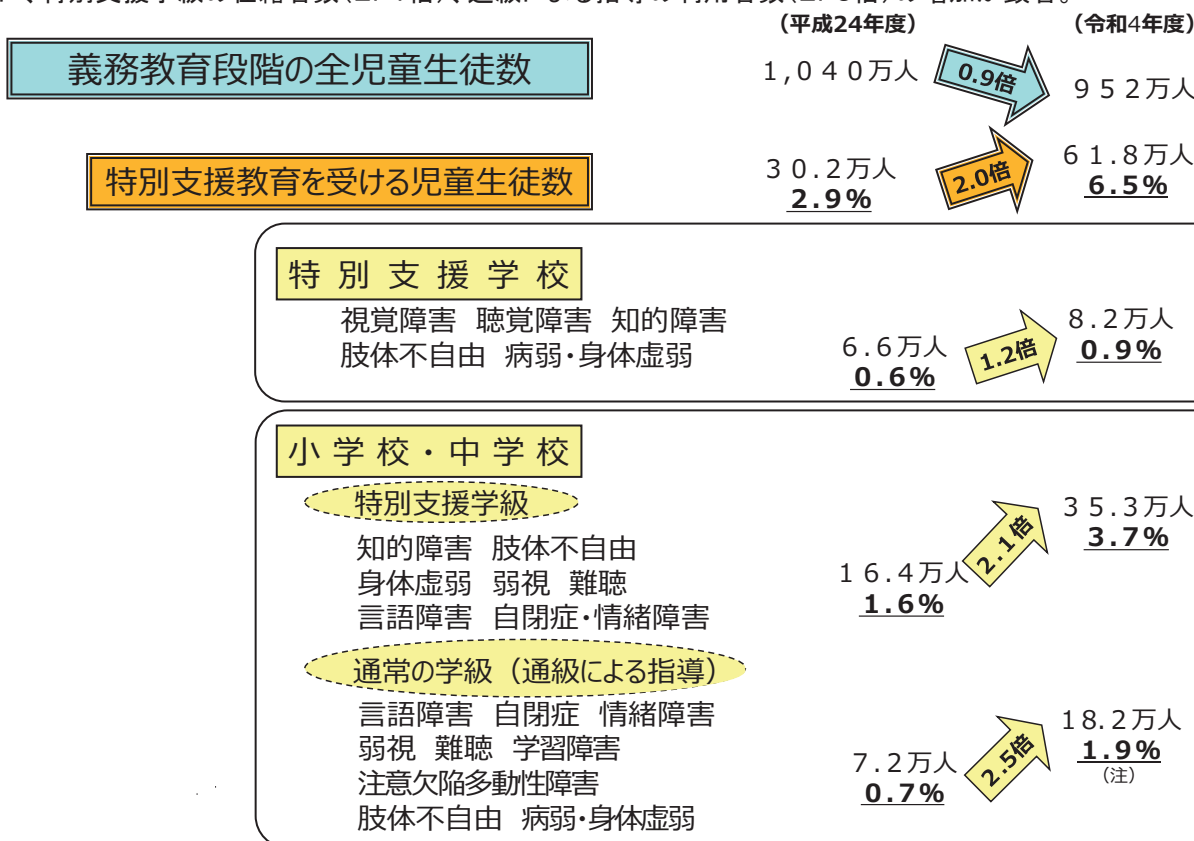 (平成24年度) (令和4年度)
義務教育段階の全児童生徒数 1,040万人 0.9倍 952万人
特別支援教育を受ける児童生徒数 30.2万人 2.0倍 61.8万人
2.9% 6.5%
特別支援学校
視覚障害 聴覚障害 知的障害
肢体不自由 病弱・身体虚弱
6.6万人 1.2倍 8.2万人
0.6% 0.9%
小学校・中学校
特別支援学級
知的障害 肢体不自由
身体虚弱 弱視 難聴
言語障害 自閉症・情緒障害
16.4万人 2.1倍 35.3万人
1.6% 3.7%
通常の学級(通級による指導)
言語障害 自閉症 情緒障害
弱視 難聴 学習障害
注意欠陥多動性障害
肢体不自由 病弱・身体虚弱
7.2万人 2.5倍 18.2万人
0.7% 1.9%
(注)